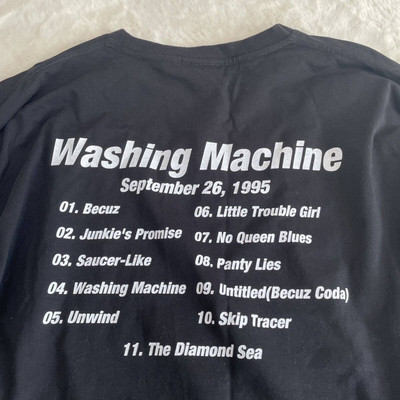 Washing Machine
September 26, 1995
01. Becuz
02. Junkie's Promise
03. Saucer-Like
04. Washing Machine
05. Unwind
06. Little Trouble Girl
07. No Queen Blues
08. Panty Lies
09. Untitled(Becuz Coda)
10. Skip Tracer
11. The Diamond Sea